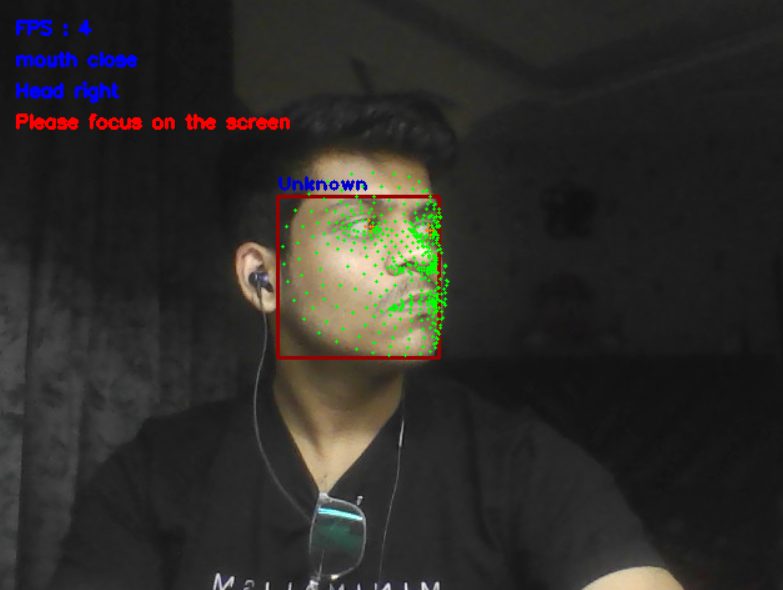 FPS : 4
mouth close
Head right
Please focus on the screen
Unknown